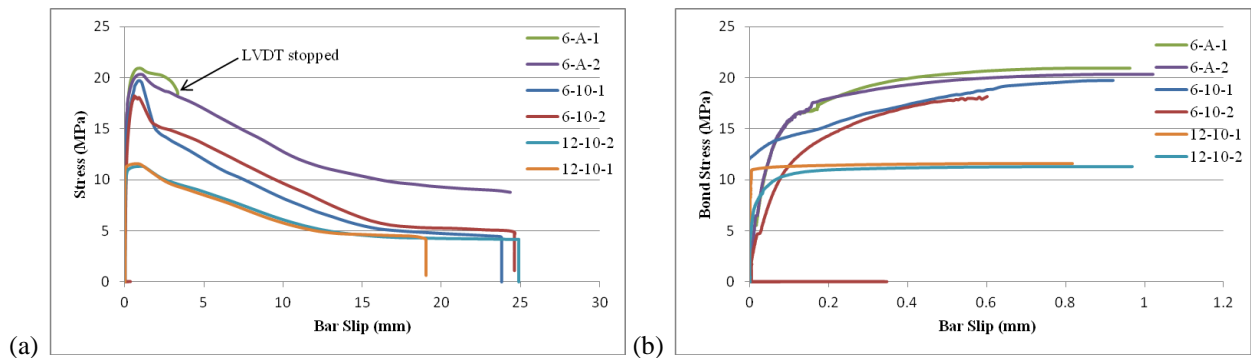 (a)
Stress (MPa)
25
20
15
10
5
0
0 5 10 15 20 25 30
Bar Slip (mm)
LVDT stopped
6-A-1
6-A-2
6-10-1
6-10-2
12-10-2
12-10-1
(b)
Bond Stress (MPa)
25
20
15
10
5
0
0 0.2 0.4 0.6 0.8 1 1.2
Bar Slip (mm)
6-A-1
6-A-2
6-10-1
6-10-2
12-10-1
12-10-2